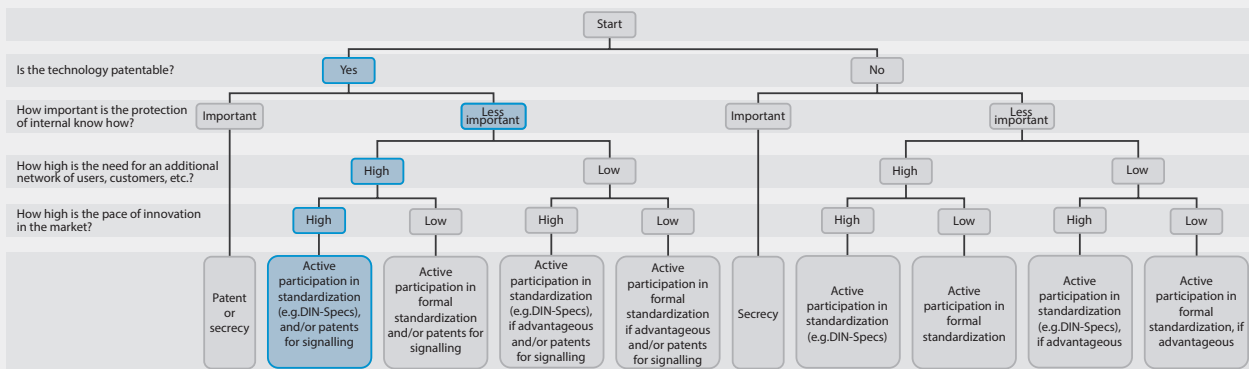 Start
Is the technology patentable?
Yes
No
How important is the protection
of internal know how?
Important
Less
important
Important
Less
important
How high is the need for an additional
network of users, customers, etc.?
High
Low
High
Low
How high is the pace of innovation
in the market?
High
Low
High
Low
High
Low
High
Low
Patent
or
secrecy
Active
participation in
standardization
(e.g.DIN-Specs),
and/or patents
for signalling
Active
participation in
formal
standardization
and/or patents for
signalling
Active
participation in
standardization
(e.g.DIN-Specs),
if advantageous
and/or patents
for signalling
Active
participation in
formal
standardization
if advantageous
and/or patents
for signalling
Secrecy
Active
participation in
standardization
(e.g.DIN-Specs)
Active
participation in
formal
standardization
Active
participation in
standardization
(e.g.DIN-Specs),
if advantageous
Active
participation in
formal
standardization, if
advantageous